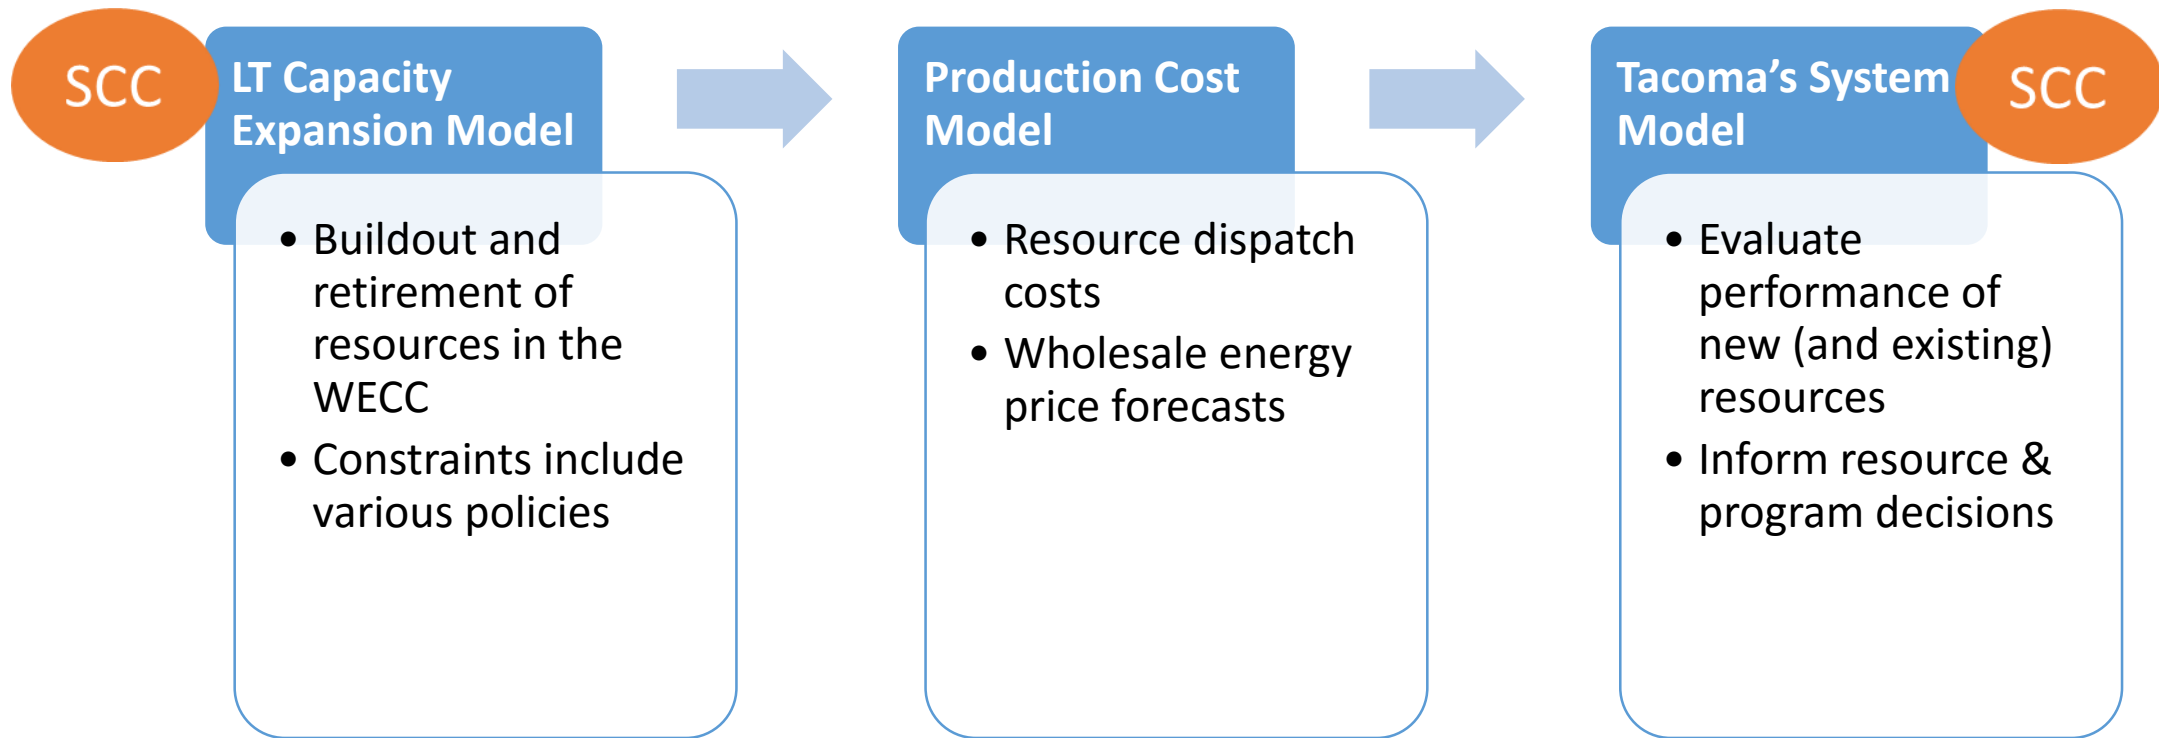 SCC
LT Capacity
Expansion Model
• Buildout and
retirement of
resources in the
WECC
• Constraints include
various policies
Production Cost
Model
• Resource dispatch
costs
• Wholesale energy
price forecasts
Tacoma’s System
Model
SCC
• Evaluate
performance of
new (and existing)
resources
• Inform resource &
program decisions